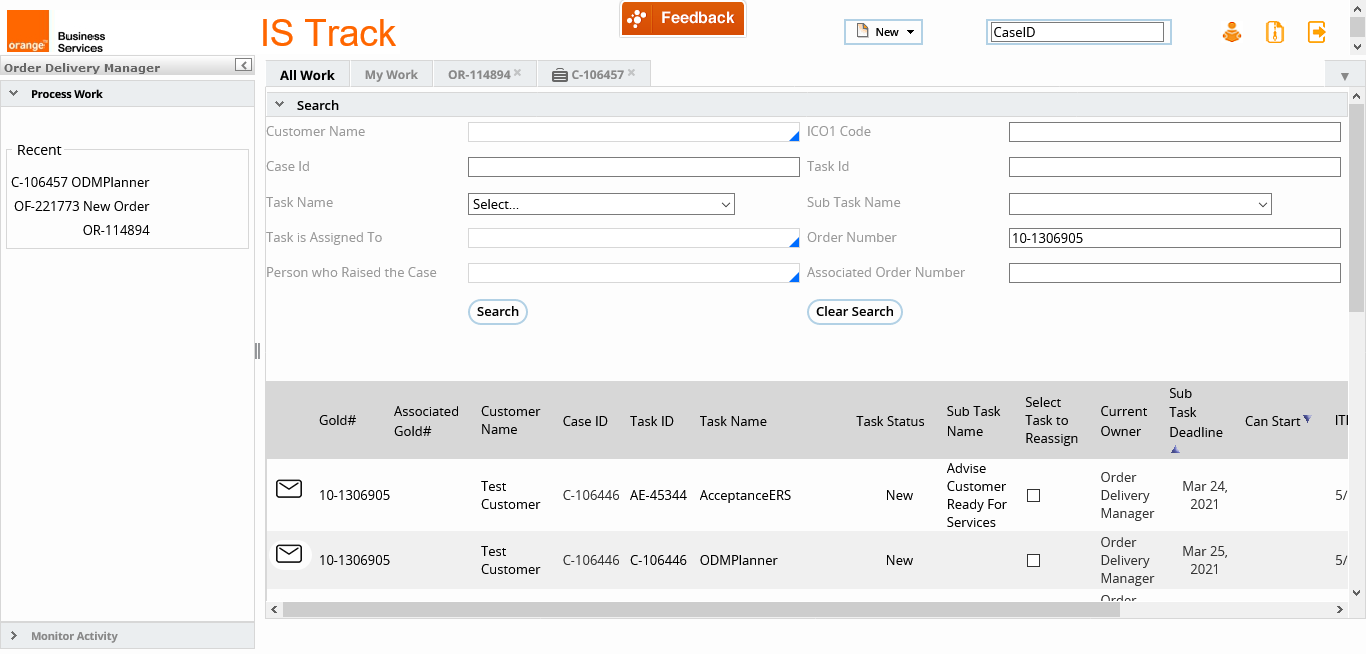 orange™
Business
Services
IS Track
Feedback
New
CaseID
Order Delivery Manager
Process Work
Recent
C-106457 ODMPlanner
OF-221773 New Order
OR-114894
Monitor Activity
All Work
My Work
OR-114894
C-106457
Search
Customer Name
ICO1 Code
Case Id
Task Id
Task Name
Select...
Sub Task Name
Task is Assigned To
Order Number
10-1306905
Person who Raised the Case
Associated Order Number
Search
Clear Search
Gold#
Associated
Gold#
Customer
Name
Case ID
Task ID
Task Name
Task Status
Sub Task
Name
Select
Task to
Reassign
Current
Owner
Sub
Task
Deadline
Can Start
10-1306905
Test
Customer
C-106446
AE-45344
AcceptanceERS
New
Advise
Customer
Ready For
Services
Order
Delivery
Manager
Mar 24,
2021
5/
10-1306905
Test
Customer
C-106446
C-106446
ODMPlanner
New
Order
Delivery
Manager
Mar 25,
2021
5/
Order